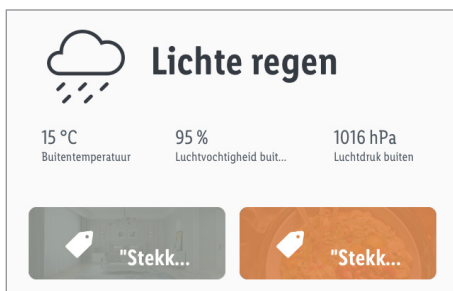 Lichte regen
15 °C
95 %
1016 hPa
Buitentemperatuur
Luchtvochtigheid buit...
Luchtdruk buiten
"Stekk...
"Stekk...